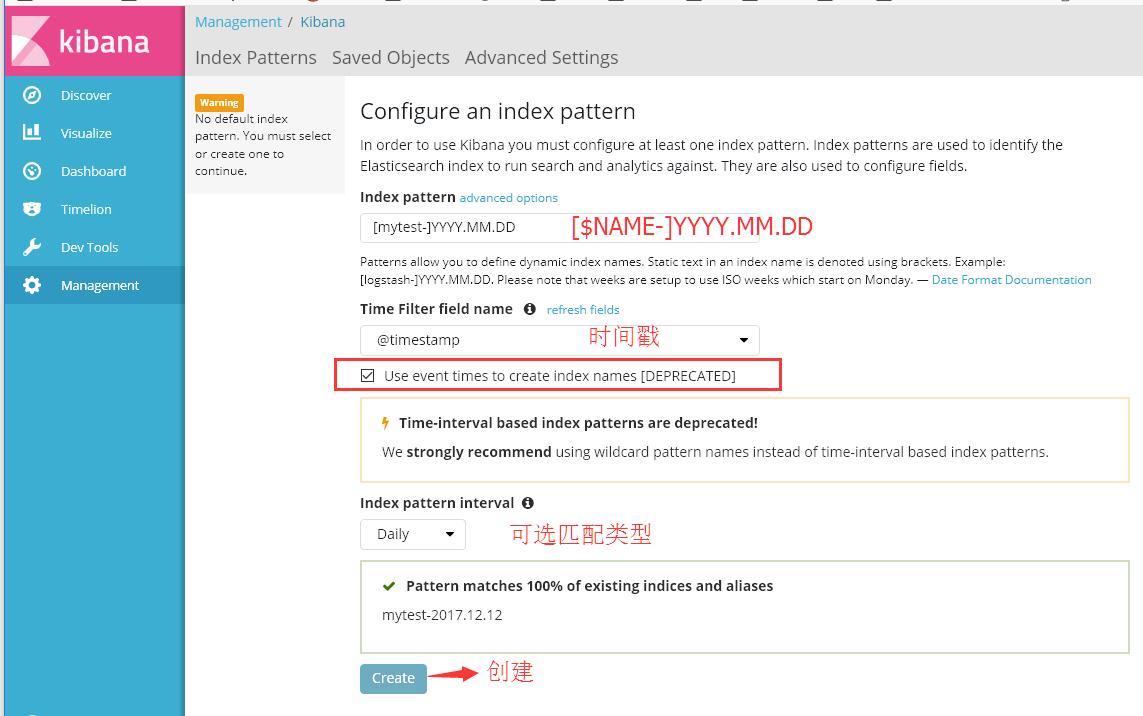 kibana
Discover
Visualize
Dashboard
Timelion
Dev Tools
Management
Management / Kibana
Index Patterns Saved Objects Advanced Settings
Warning
No default index
pattern. You must select
or create one to
continue.
Configure an index pattern
In order to use Kibana you must configure at least one index pattern. Index patterns are used to identify the
Elasticsearch index to run search and analytics against. They are also used to configure fields.
Index pattern advanced options
[mytest-]YYYY.MM.DD [$NAME-]YYYY.MM.DD
Patterns allow you to define dynamic index names. Static text in an index name is denoted using brackets. Example:
[logstash-]YYYY.MM.DD. Please note that weeks are setup to use ISO weeks which start on Monday. — Date Format Documentation
Time Filter field name refresh fields
@timestamp 时间戳
Use event times to create index names [DEPRECATED]
Time-interval based index patterns are deprecated!
We strongly recommend using wildcard pattern names instead of time-interval based index patterns.
Index pattern interval
Daily 可选匹配类型
Pattern matches 100% of existing indices and aliases
mytest-2017.12.12
Create 创建